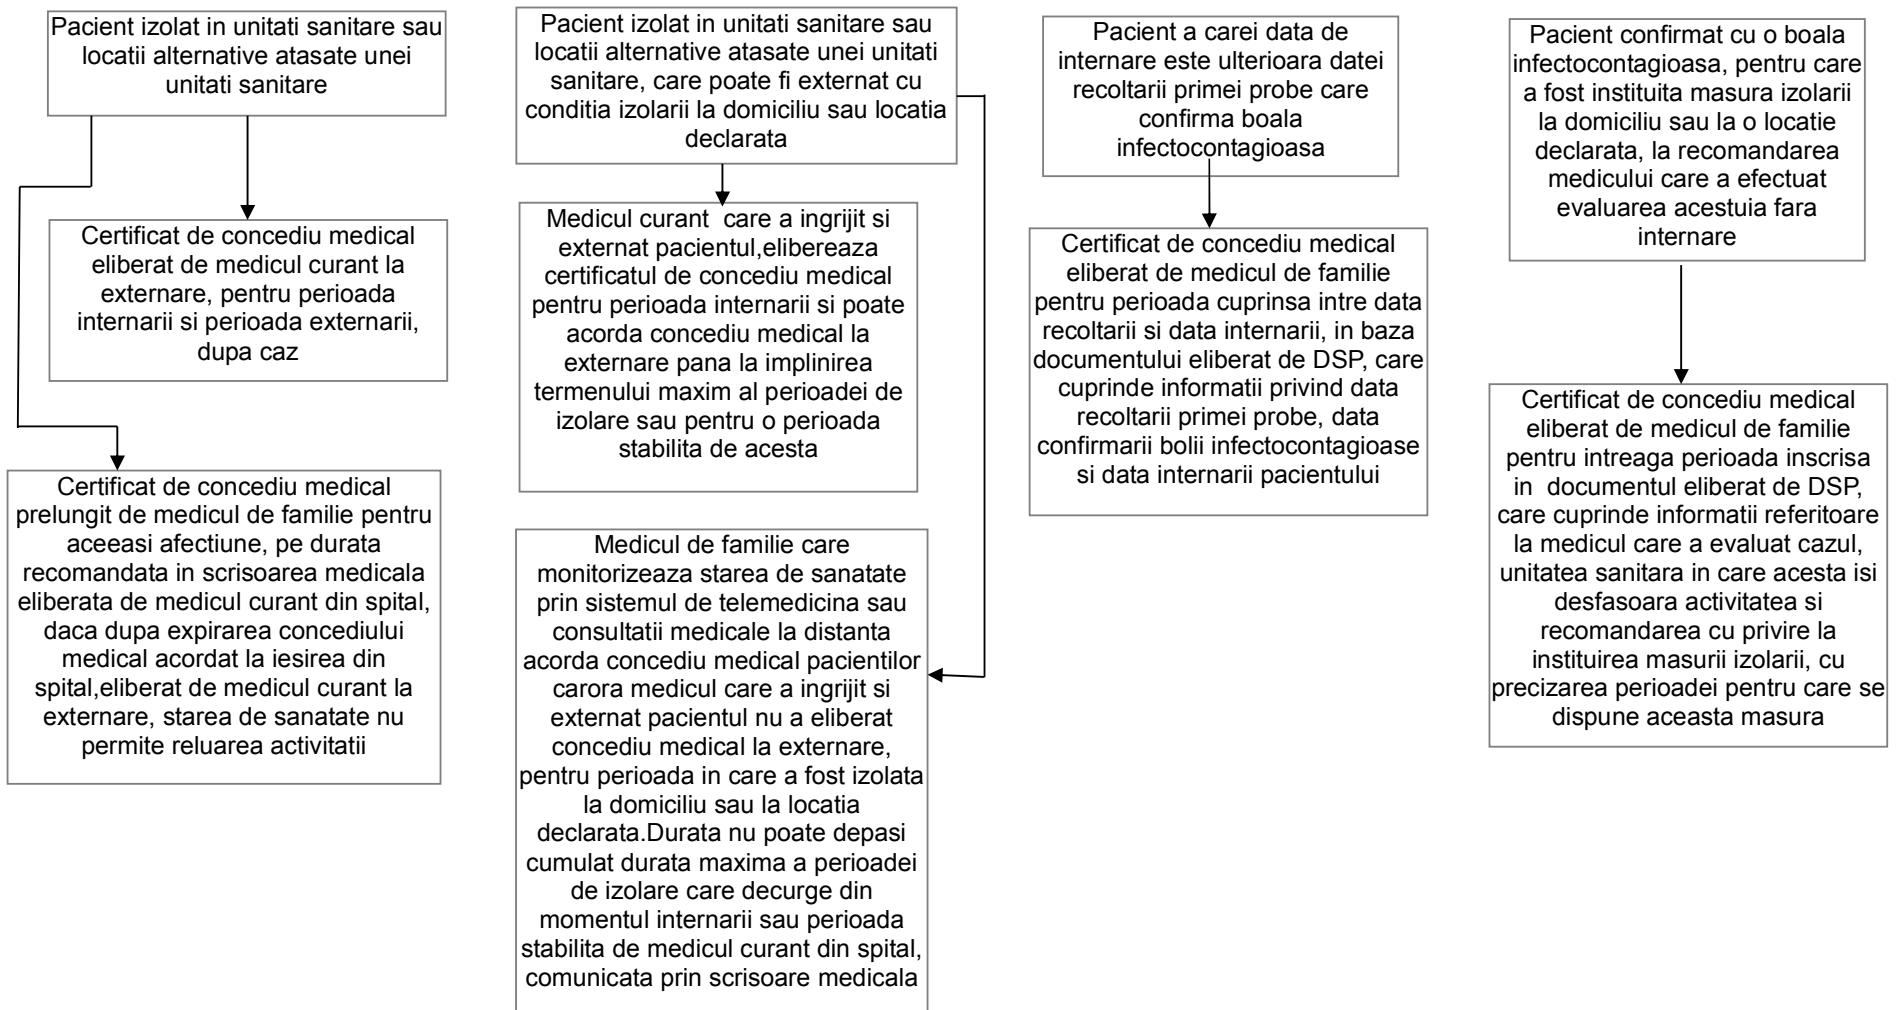 Pacient izolat in unitati sanitare sau
locatii alternative atasate unei
unitati sanitare
Certificat de concediu medical
eliberat de medicul curant la
externare, pentru perioada
internarii si perioada externarii,
dupa caz
Certificat de concediu medical
prelungit de medicul de familie pentru
aceeasi afectiune, pe durata
recomandata in scrisoarea medicala
eliberata de medicul curant din spital,
daca dupa expirarea concediului
medical acordat la iesirea din
spital,eliberat de medicul curant la
externare, starea de sanatate nu
permite reluarea activitatii
Pacient izolat in unitati sanitare sau
locatii alternative atasate unei unitati
sanitare, care poate fi externat cu
conditia izolarii la domiciliu sau locatia
declarata
Medicul curant  care a ingrijit si
externat pacientul,elibereaza
certificatul de concediu medical
pentru perioada internarii si poate
acorda concediu medical la
externare pana la implinirea
termenului maxim al perioadei de
izolare sau pentru o perioada
stabilita de acesta
Medicul de familie care
monitorizeaza starea de sanatate
prin sistemul de telemedicina sau
consultatii medicale la distanta
acorda concediu medical pacientilor
carora medicul care a ingrijit si
externat pacientul nu a eliberat
concediu medical la externare,
pentru perioada in care a fost izolata
la domiciliu sau la locatia
declarata.Durata nu poate depasi
cumulat durata maxima a perioadei
de izolare care decurge din
momentul internarii sau perioada
stabilita de medicul curant din spital,
comunicata prin scrisoare medicala
Pacient a carei data de
internare este ulterioara datei
recoltarii primei probe care
confirma boala
infectocontagioasa
Certificat de concediu medical
eliberat de medicul de familie
pentru perioada cuprinsa intre data
recoltarii si data internarii, in baza
documentului eliberat de DSP, care
cuprinde informatii privind data
recoltarii primei probe, data
confirmarii bolii infectocontagioase
si data internarii pacientului
Pacient confirmat cu o boala
infectocontagioasa, pentru care
a fost instituita masura izolarii
la domiciliu sau la o locatie
declarata, la recomandarea
medicului care a efectuat
evaluarea acestuia fara
internare
Certificat de concediu medical
eliberat de medicul de familie
pentru intreaga perioada inscrisa
in  documentul eliberat de DSP,
care cuprinde informatii referitoare
la medicul care a evaluat cazul,
unitatea sanitara in care acesta isi
desfasoara activitatea si
recomandarea cu privire la
instituirea masurii izolarii, cu
precizarea perioadei pentru care se
dispune aceasta masura